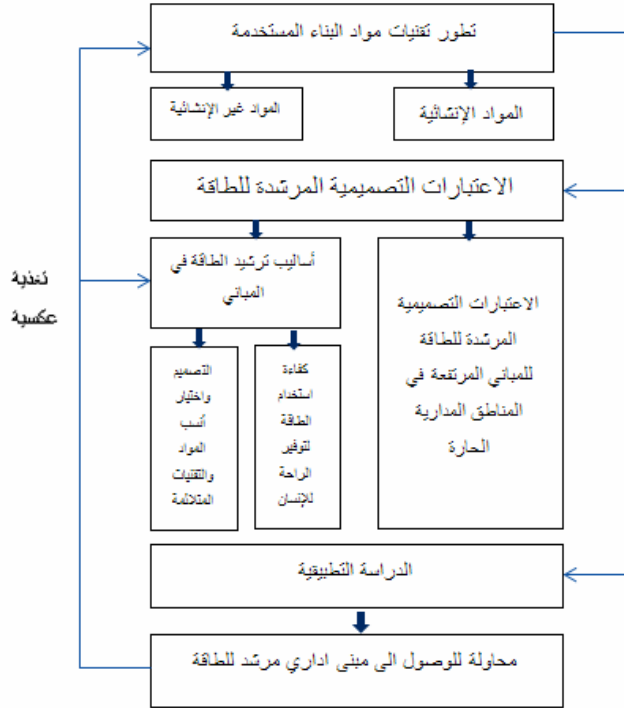 تطور تقنيات مواد البناء المستخدمة
المواد الإنشائية
المواد غير الإنشائية
الاعتبارات التصميمية المرشدة للطاقة
أساليب ترشيد الطاقة في
المباني
الاعتبارات التصميمية
المرشدة للطاقة
للمباني المرتفعة في
المناطق المدارية
الحارة
كفاءة
استخدام
الطاقة
لتوفير
الراحة
للإنسان
التصميم
واختيار
أنسب
المواد
والتقنيات
المتلائمة
تغذية
عكسية
الدراسة التطبيقية
محاولة للوصول الى مبنى اداري مرشد للطاقة